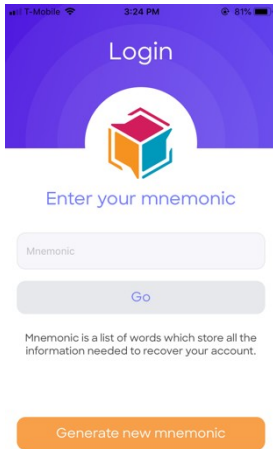 T-Mobile 3:24 PM 81%
Login
Enter your mnemonic
Mnemonic
Go
Mnemonic is a list of words which store all the
information needed to recover your account.
Generate new mnemonic